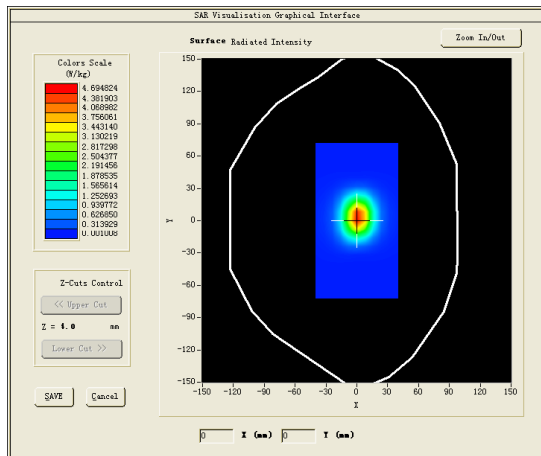 SAR Visualisation Graphical Interface
Surface Radiated Intensity
Zoom In/Out
Colors Scale
(W/kg)
4.694824
4.381903
4.068982
3.756061
3.443140
3.130219
2.817298
2.504377
2.191456
1.878535
1.565614
1.252693
0.939772
0.626850
0.313929
0.001008
150
120
90
60
30
0
-30
-60
-90
-120
-150
Y
-150 -120 -90 -60 -30 0 30 60 90 120 150
X
Z-Cuts Control
<< Upper Cut
Z = 4.0 mm
Lower Cut >>
SAVE Cancel
0 X (mm) 0 Y (mm)